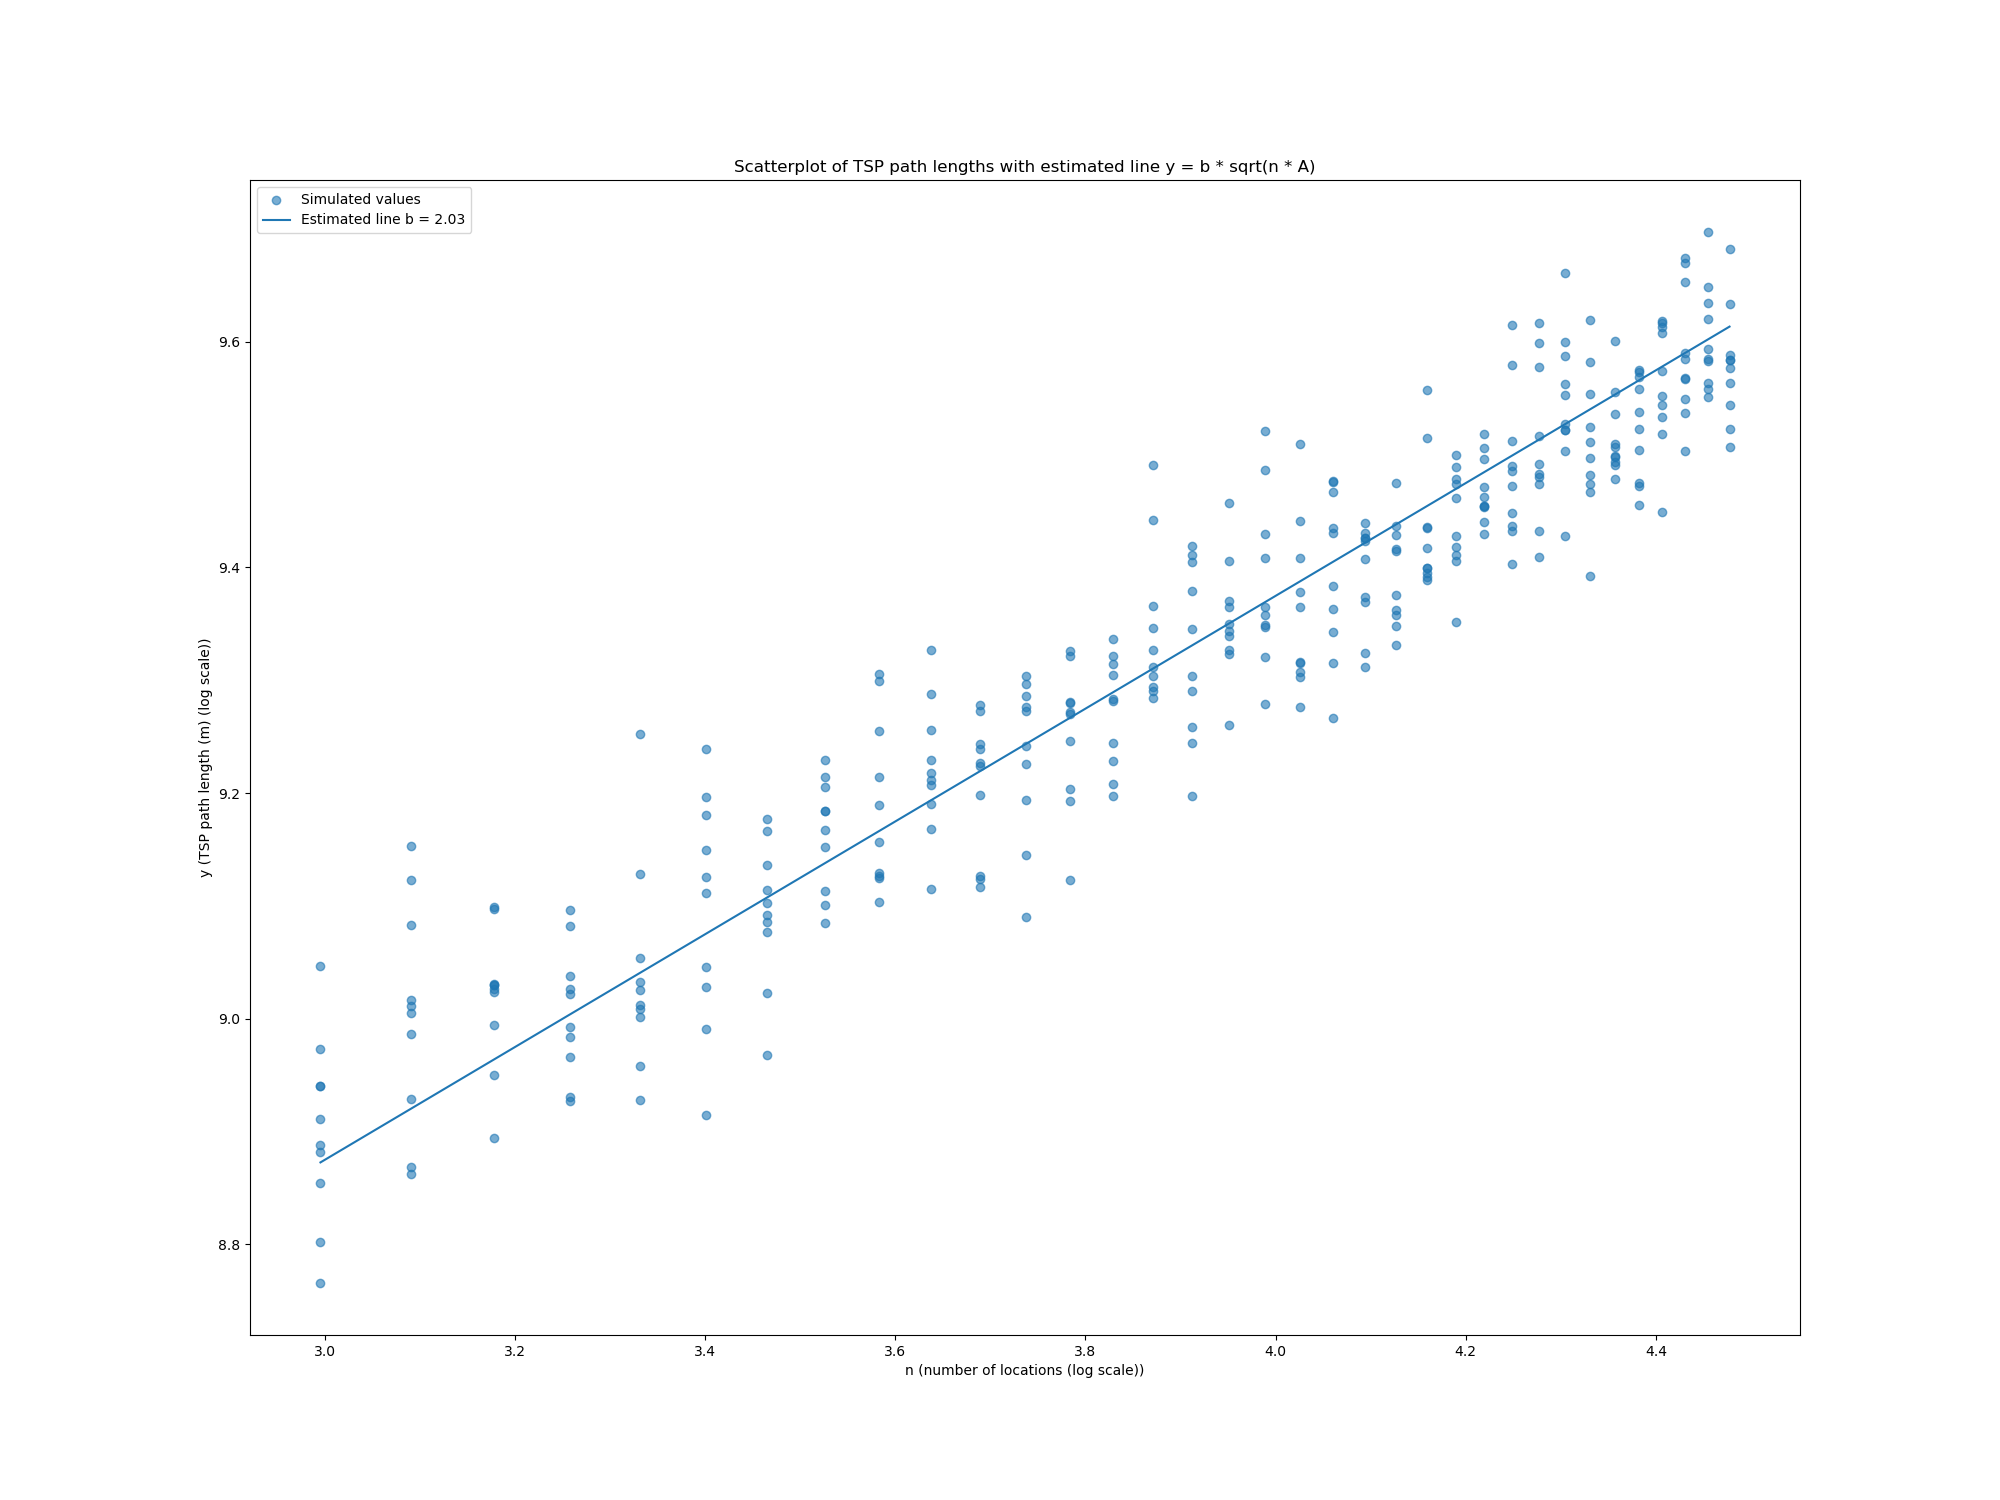 Scatterplot of TSP path lengths with estimated line y = b * sqrt(n * A)
Simulated values
Estimated line b = 2.03
9.6
9.4
9.2
9.0
8.8
y (TSP path length (m) (log scale))
3.0 3.2 3.4 3.6 3.8 4.0 4.2 4.4
n (number of locations (log scale))